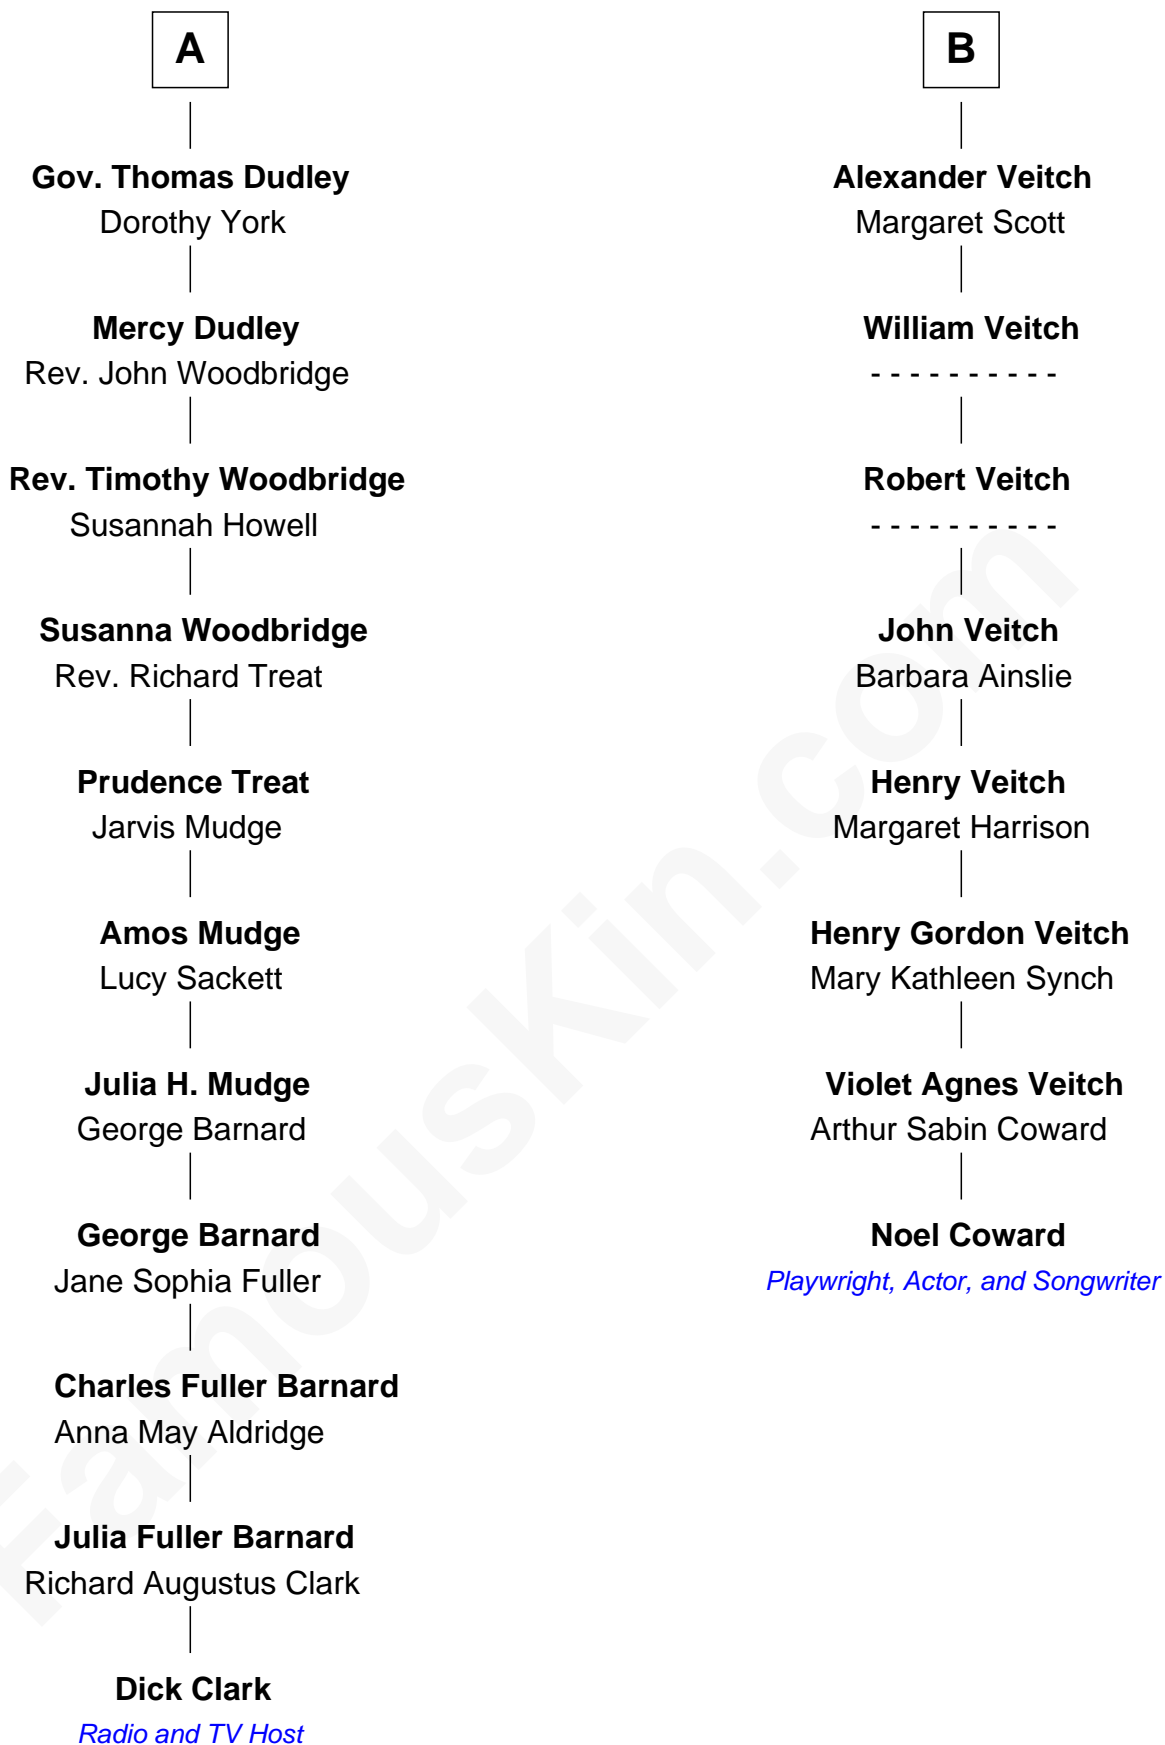 A
Gov. Thomas Dudley
Dorothy York
Mercy Dudley
Rev. John Woodbridge
Rev. Timothy Woodbridge
Susannah Howell
Susanna Woodbridge
Rev. Richard Treat
Prudence Treat
Jarvis Mudge
Amos Mudge
Lucy Sackett
Julia H. Mudge
George Barnard
George Barnard
Jane Sophia Fuller
Charles Fuller Barnard
Anna May Aldridge
Julia Fuller Barnard
Richard Augustus Clark
Dick Clark
Radio and TV Host
B
Alexander Veitch
Margaret Scott
William Veitch
- - - - - - - - - -
Robert Veitch
- - - - - - - - - -
John Veitch
Barbara Ainslie
Henry Veitch
Margaret Harrison
Henry Gordon Veitch
Mary Kathleen Synch
Violet Agnes Veitch
Arthur Sabin Coward
Noel Coward
Playwright, Actor, and Songwriter
FamousKin.com